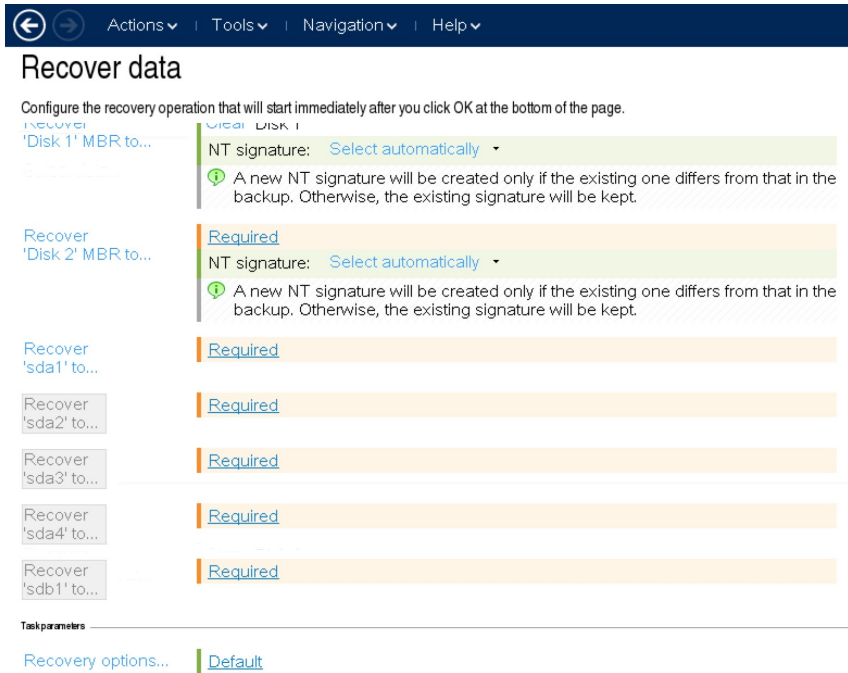 Actions Tools Navigation Help
Recover data
Configure the recovery operation that will start immediately after you click OK at the bottom of the page.
Recover
'Disk 1' MBR to...
Clear Disk 1
NT signature: Select automatically
A new NT signature will be created only if the existing one differs from that in the
backup. Otherwise, the existing signature will be kept.
Recover
'Disk 2' MBR to...
Required
NT signature: Select automatically
A new NT signature will be created only if the existing one differs from that in the
backup. Otherwise, the existing signature will be kept.
Recover
'sda1' to...
Required
Recover
'sda2' to...
Required
Recover
'sda3' to...
Required
Recover
'sda4' to...
Required
Recover
'sdb1' to...
Required
Task parameters
Recovery options... Default